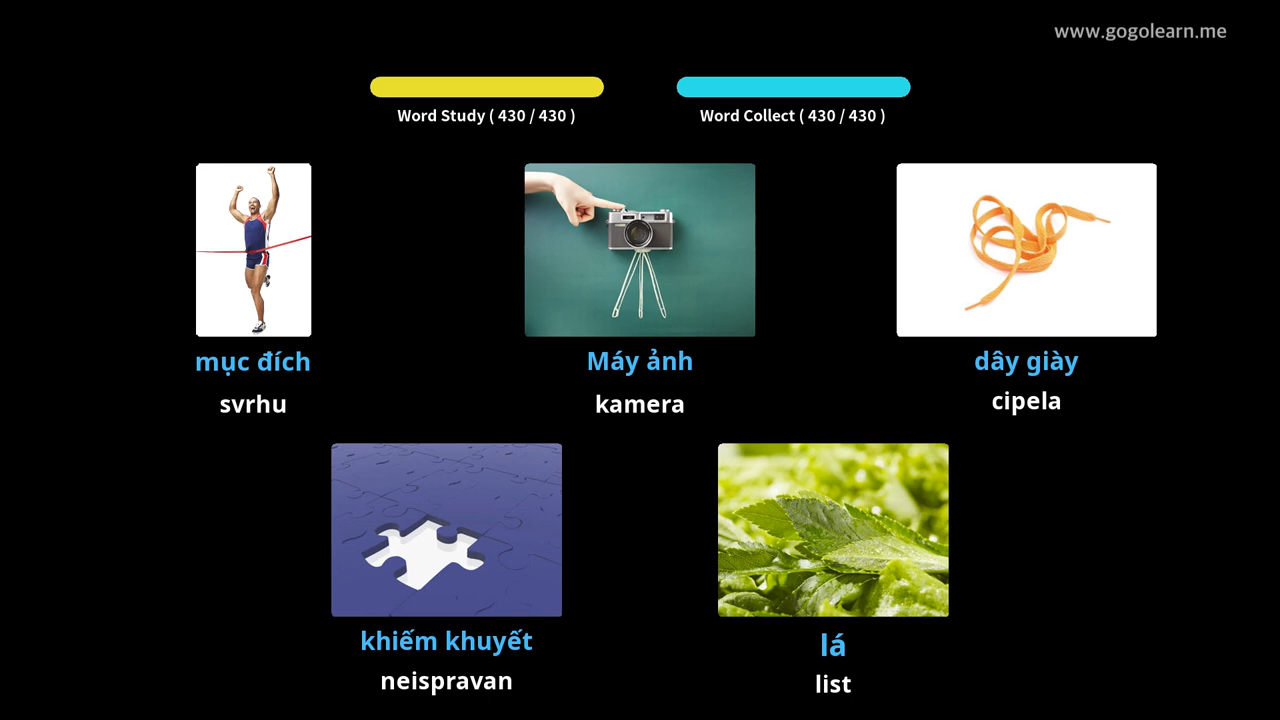 www.gogolearn.me
Word Study ( 430 / 430 )
Word Collect ( 430 / 430 )
mục đích
svrhu
Máy ảnh
kamera
dây giày
cipela
khiếm khuyết
neispravan
lá
list